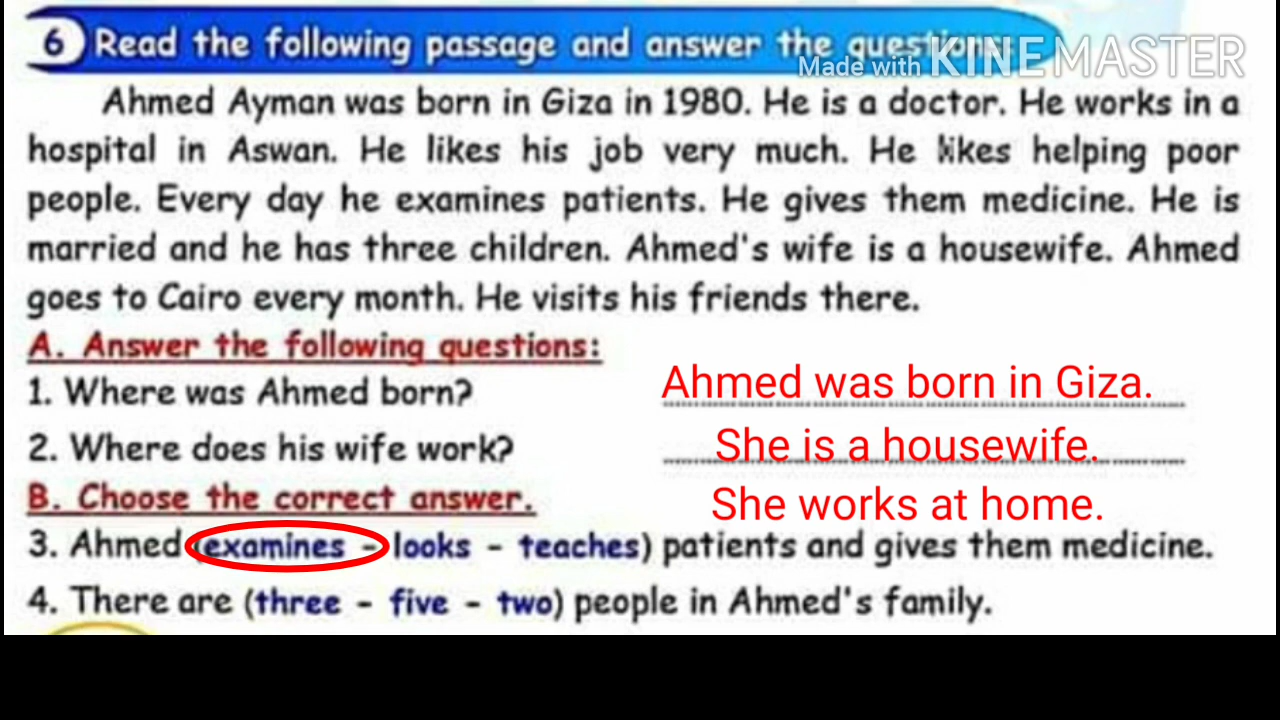 6 Read the following passage and answer the questions
Made with KINEMASTER
Ahmed Ayman was born in Giza in 1980. He is a doctor. He works in a
hospital in Aswan. He likes his job very much. He likes helping poor
people. Every day he examines patients. He gives them medicine. He is
married and he has three children. Ahmed's wife is a housewife. Ahmed
goes to Cairo every month. He visits his friends there.
A. Answer the following questions:
1. Where was Ahmed born?
Ahmed was born in Giza.
2. Where does his wife work?
She is a housewife.
She works at home.
B. Choose the correct answer.
3. Ahmed (examines - looks - teaches) patients and gives them medicine.
4. There are (three - five - two) people in Ahmed's family.